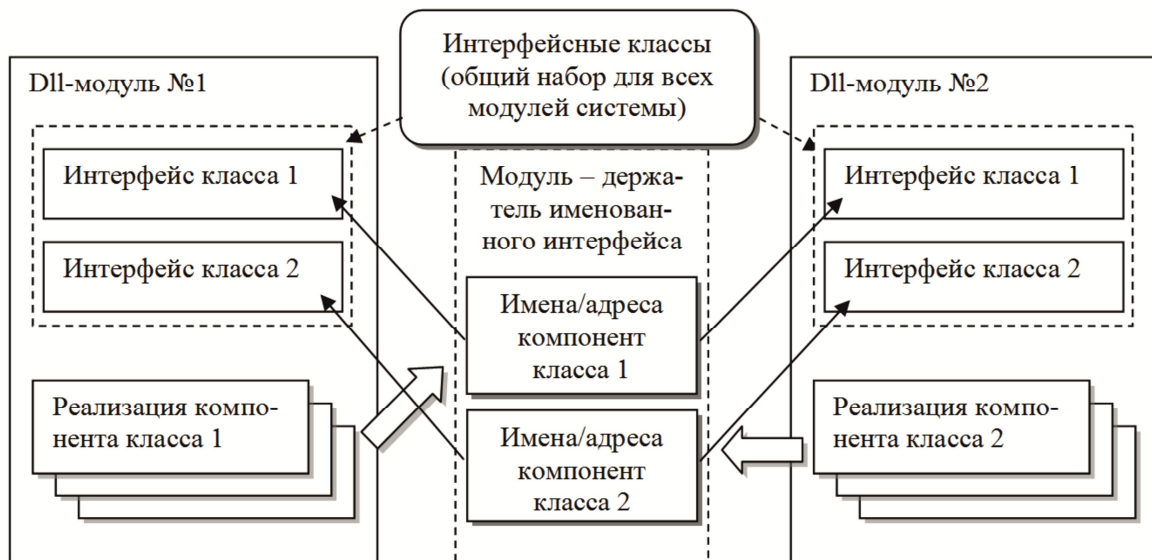 Интерфейсные классы
(общий набор для всех
модулей системы)
Dll-модуль №1
Интерфейс класса 1
Интерфейс класса 2
Реализация компо-
нента класса 1
Модуль – держа-
тель именован-
ного интерфейса
Имена/адреса
компонент
класса 1
Имена/адреса
компонент
класса 2
Dll-модуль №2
Интерфейс класса 1
Интерфейс класса 2
Реализация компо-
нента класса 2